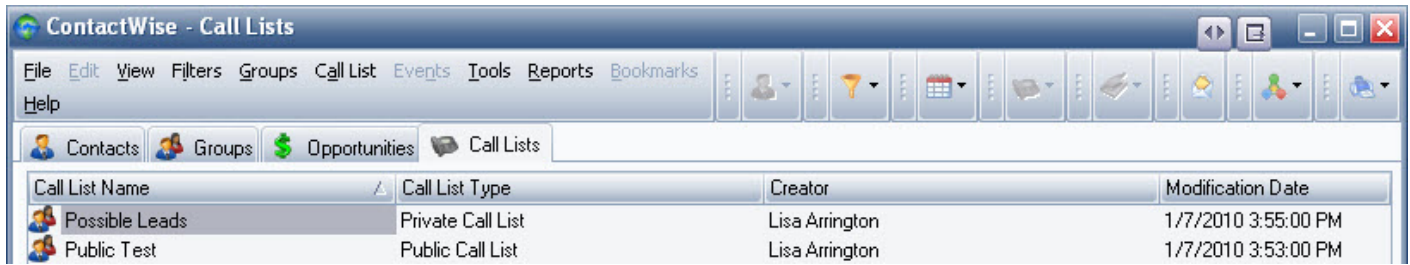 ContactWise - Call Lists
File Edit View Filters Groups Call List Events Tools Reports Bookmarks
Help
Contacts Groups Opportunities Call Lists
Call List Name Call List Type Creator Modification Date
Possible Leads Private Call List Lisa Arrington 1/7/2010 3:55:00 PM
Public Test Public Call List Lisa Arrington 1/7/2010 3:53:00 PM